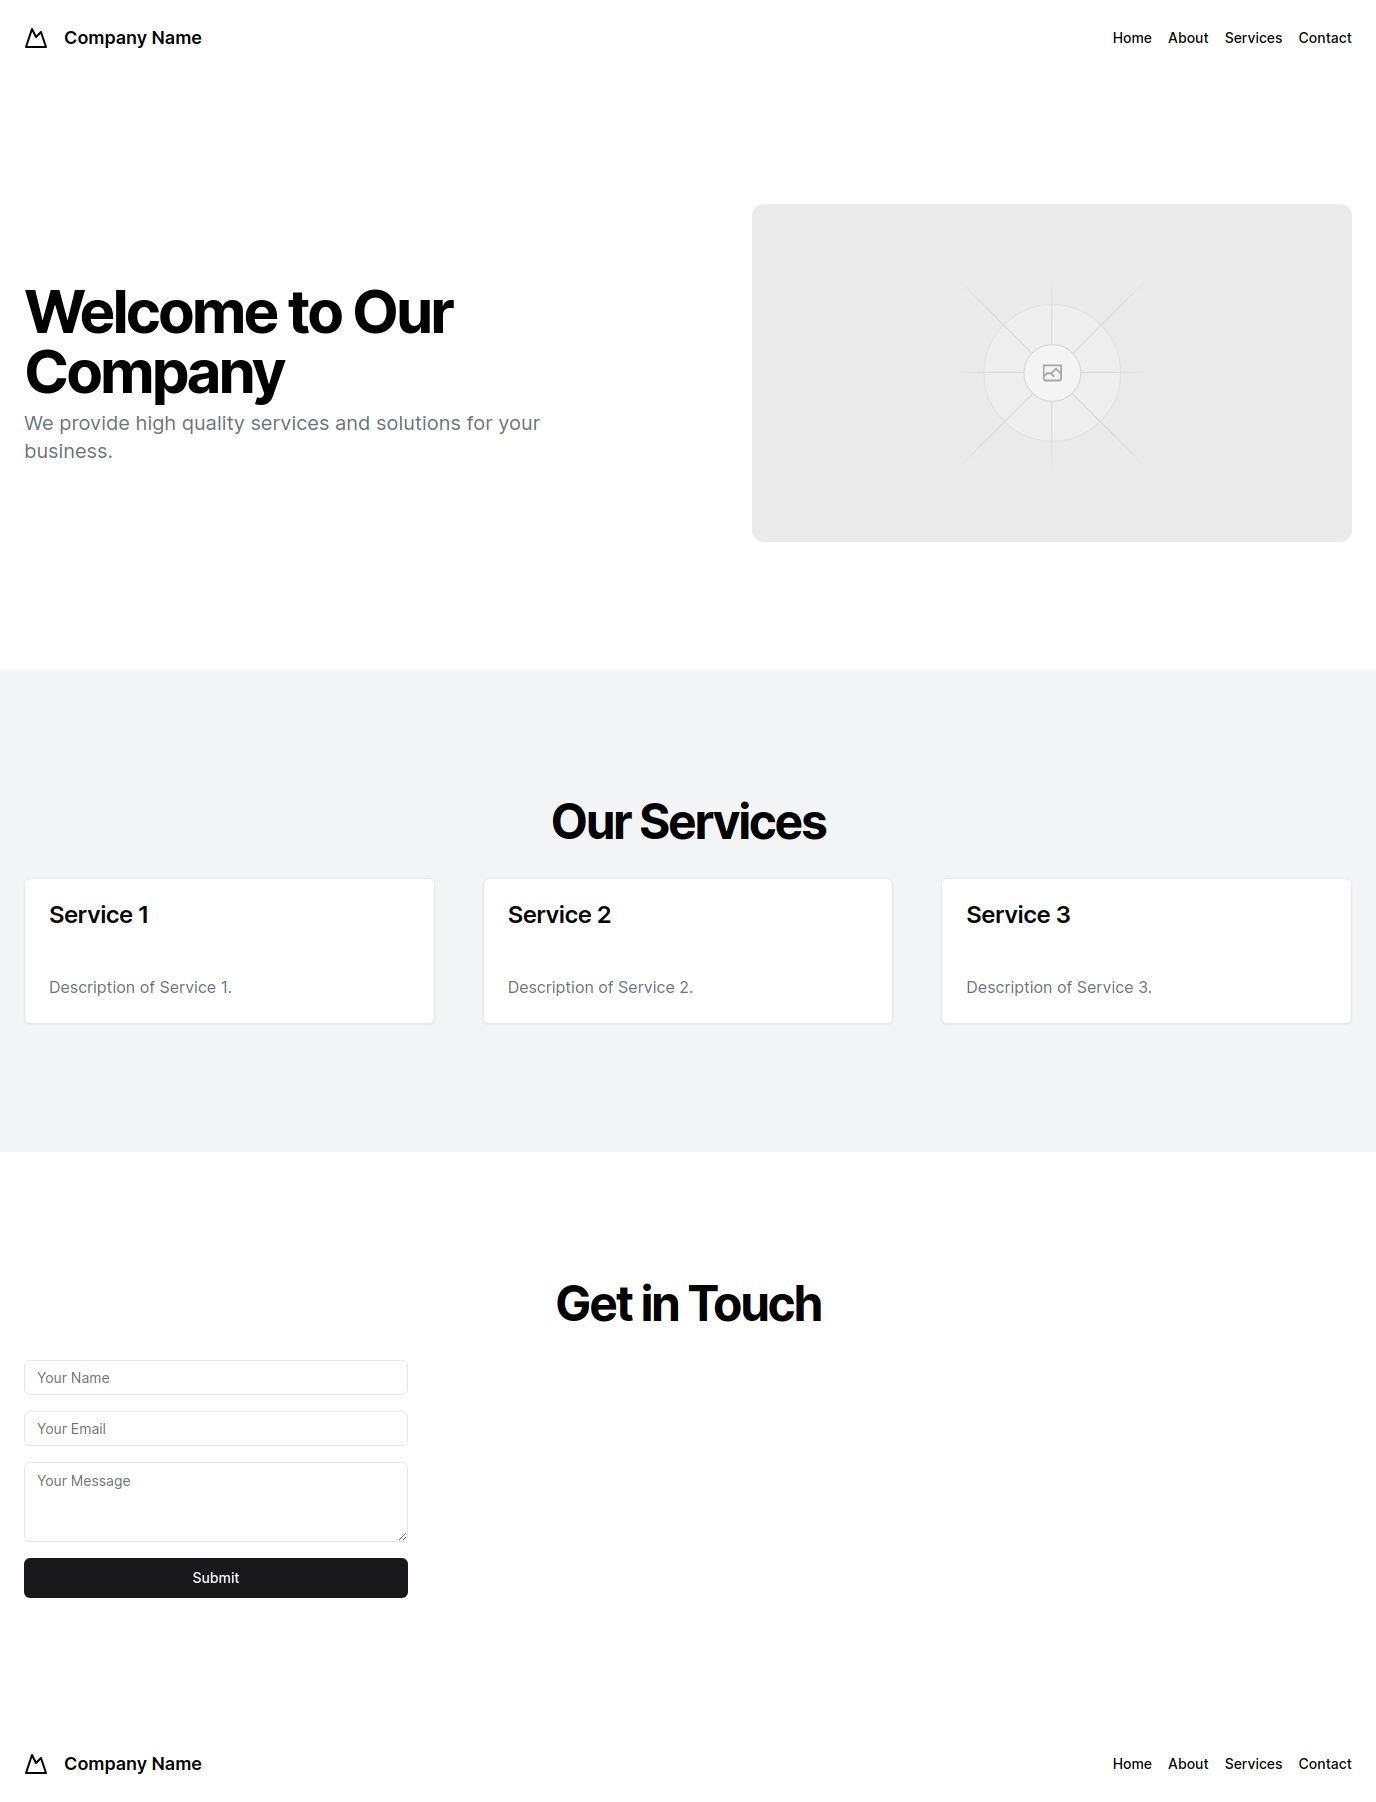 Company Name
Home About Services Contact
Welcome to Our
Company
We provide high quality services and solutions for your
business.
Our Services
Service 1
Description of Service 1.
Service 2
Description of Service 2.
Service 3
Description of Service 3.
Get in Touch
Your Name
Your Email
Your Message
Submit
Company Name
Home About Services Contact